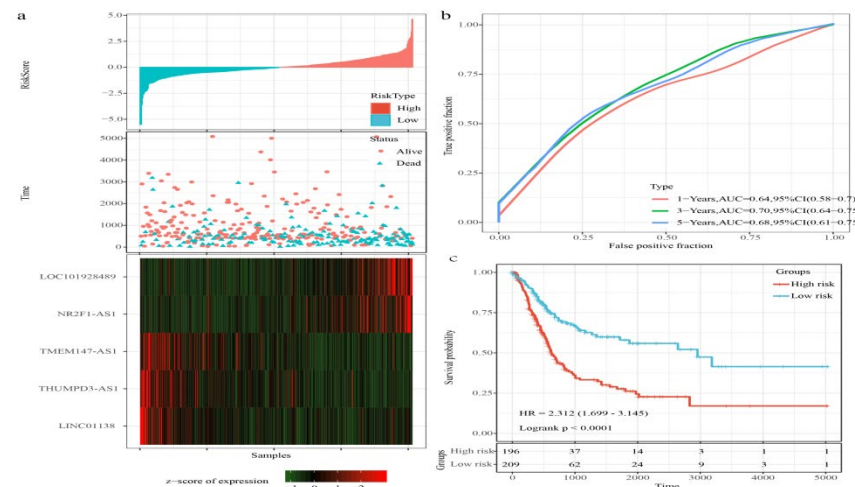 a
5.0
2.5
0.0
−2.5
−5.0
RiskScore
RiskType
High
Low
Status
Alive
Dead
5000
4000
3000
2000
1000
0
Time
LOC101928489
NR2F1-AS1
TMEM147-AS1
THUMPD3-AS1
LINC01138
Samples
z-score of expression
b
1.00
0.75
0.50
0.25
0.00
True positive fraction
Type
1-Years,AUC=0.64,95%CI(0.58-0.7
3-Years,AUC=0.70,95%CI(0.64-0.75
5-Years,AUC=0.68,95%CI(0.61-0.75
0.00 0.25 0.50 0.75 1.00
False positive fraction
c
Groups
High risk
Low risk
1.00
0.75
0.50
0.25
0.00
Survival probability
HR = 2.312 (1.699 - 3.145)
Logrank p < 0.0001
Groups
High risk 196 37 14 3 1 1
Low risk 209 62 24 9 3 1
0 1000 2000 3000 4000 5000
Time